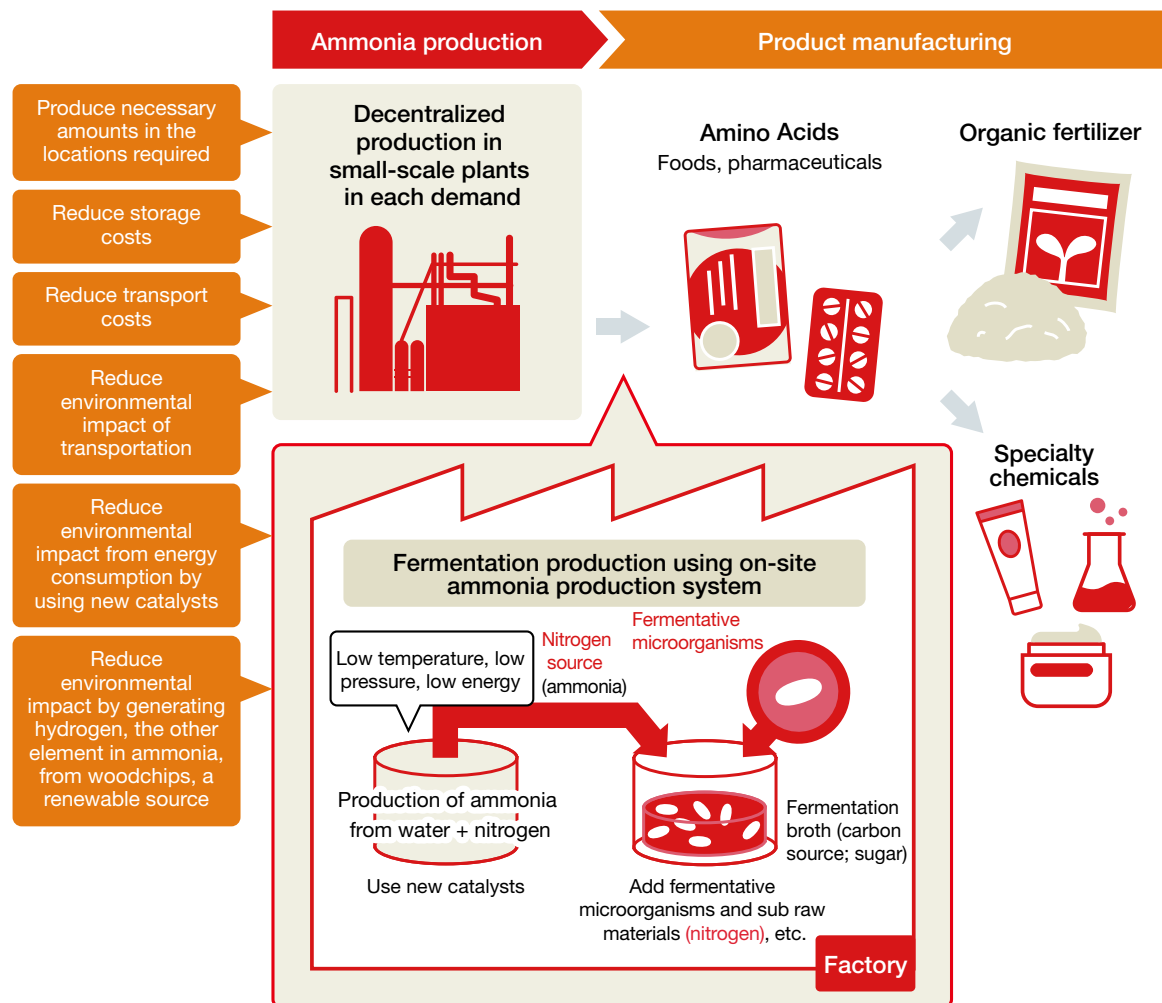 Ammonia production
Product manufacturing
Produce necessary
amounts in the
locations required
Reduce storage
costs
Reduce transport
costs
Reduce
environmental
impact of
transportation
Reduce
environmental
impact from energy
consumption by
using new catalysts
Reduce
environmental
impact by generating
hydrogen, the other
element in ammonia,
from woodchips, a
renewable source
Decentralized
production in
small-scale plants
in each demand
Amino Acids
Foods, pharmaceuticals
Organic fertilizer
Specialty
chemicals
Fermentation production using on-site
ammonia production system
Low temperature, low
pressure, low energy
Nitrogen
source
(ammonia)
Fermentative
microorganisms
Production of ammonia
from water + nitrogen
Use new catalysts
Fermentation
broth (carbon
source; sugar)
Add fermentative
microorganisms and sub raw
materials (nitrogen), etc.
Factory